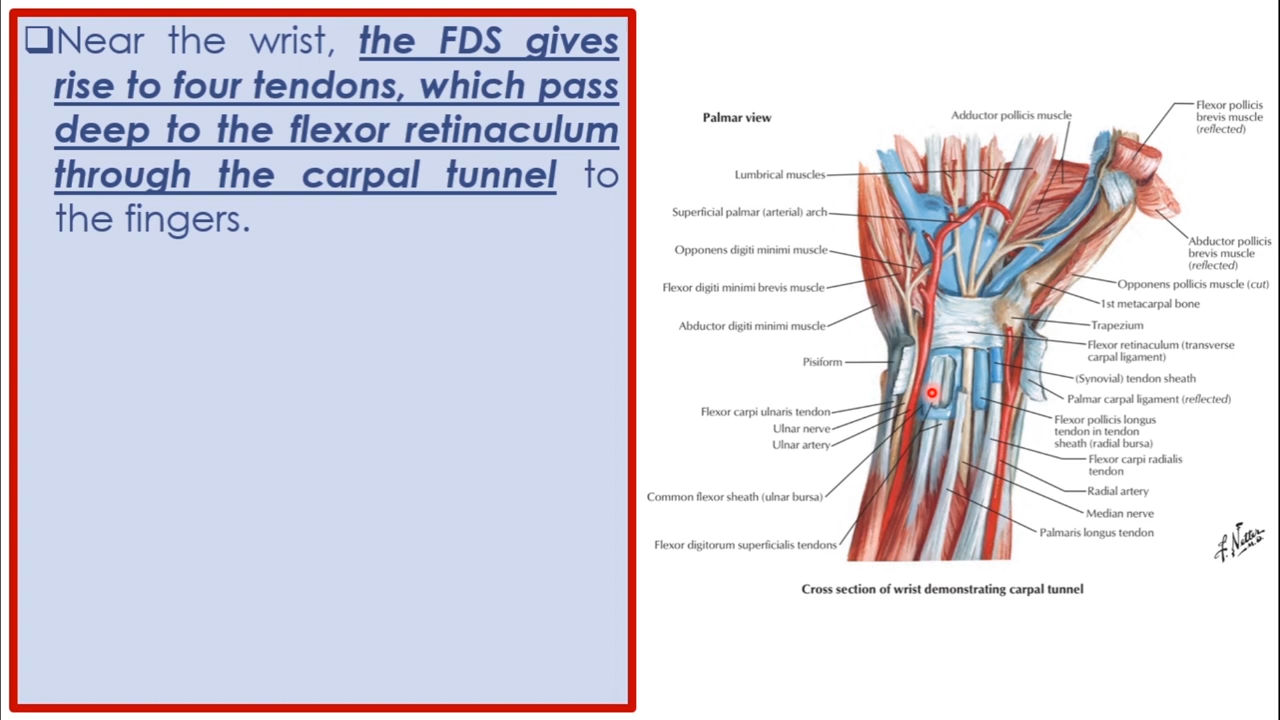 ❑Near the wrist, the FDS gives
rise to four tendons, which pass
deep to the flexor retinaculum
through the carpal tunnel to
the fingers.
Palmar view
Adductor pollicis muscle
Flexor pollicis
brevis muscle
(reflected)
Lumbrical muscles
Superficial palmar (arterial) arch
Opponens digiti minimi muscle
Flexor digiti minimi brevis muscle
Abductor digiti minimi muscle
Pisiform
Flexor carpi ulnaris tendon
Ulnar nerve
Ulnar artery
Common flexor sheath (ulnar bursa)
Flexor digitorum superficialis tendons
Abductor pollicis
brevis muscle
(reflected)
Opponens pollicis muscle (cut)
1st metacarpal bone
Trapezium
Flexor retinaculum (transverse
carpal ligament)
(Synovial) tendon sheath
Palmar carpal ligament (reflected)
Flexor pollicis longus
tendon in tendon
sheath (radial bursa)
Flexor carpi radialis
tendon
Radial artery
Median nerve
Palmaris longus tendon
F. Netter
M.D.
Cross section of wrist demonstrating carpal tunnel